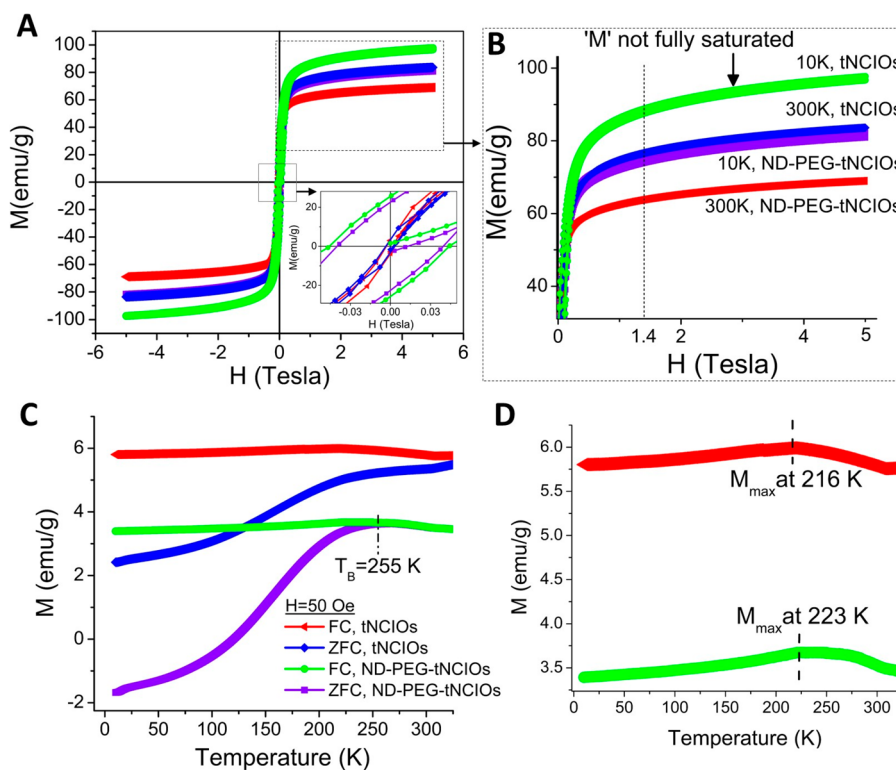 A
M(emu/g)
100
80
60
40
20
0
-20
-40
-60
-80
-100
-6
-4
-2
0
2
4
6
H (Tesla)
M(emu/g)
20
0
-20
-0.03
0.00
0.03
H (Tesla)
B
'M' not fully saturated
10K, tNCIOs
300K, tNCIOs
10K, ND-PEG-tNCIOs
300K, ND-PEG-tNCIOs
M(emu/g)
100
80
60
40
0
1.4
2
4
5
H (Tesla)
C
M (emu/g)
6
4
2
0
-2
T_B=255 K
H=50 Oe
FC, tNCIOs
ZFC, tNCIOs
FC, ND-PEG-tNCIOs
ZFC, ND-PEG-tNCIOs
0
50
100
150
200
250
300
Temperature (K)
D
M (emu/g)
6.0
5.5
5.0
4.5
4.0
3.5
M_max at 216 K
M_max at 223 K
0
50
100
150
200
250
300
Temperature (K)